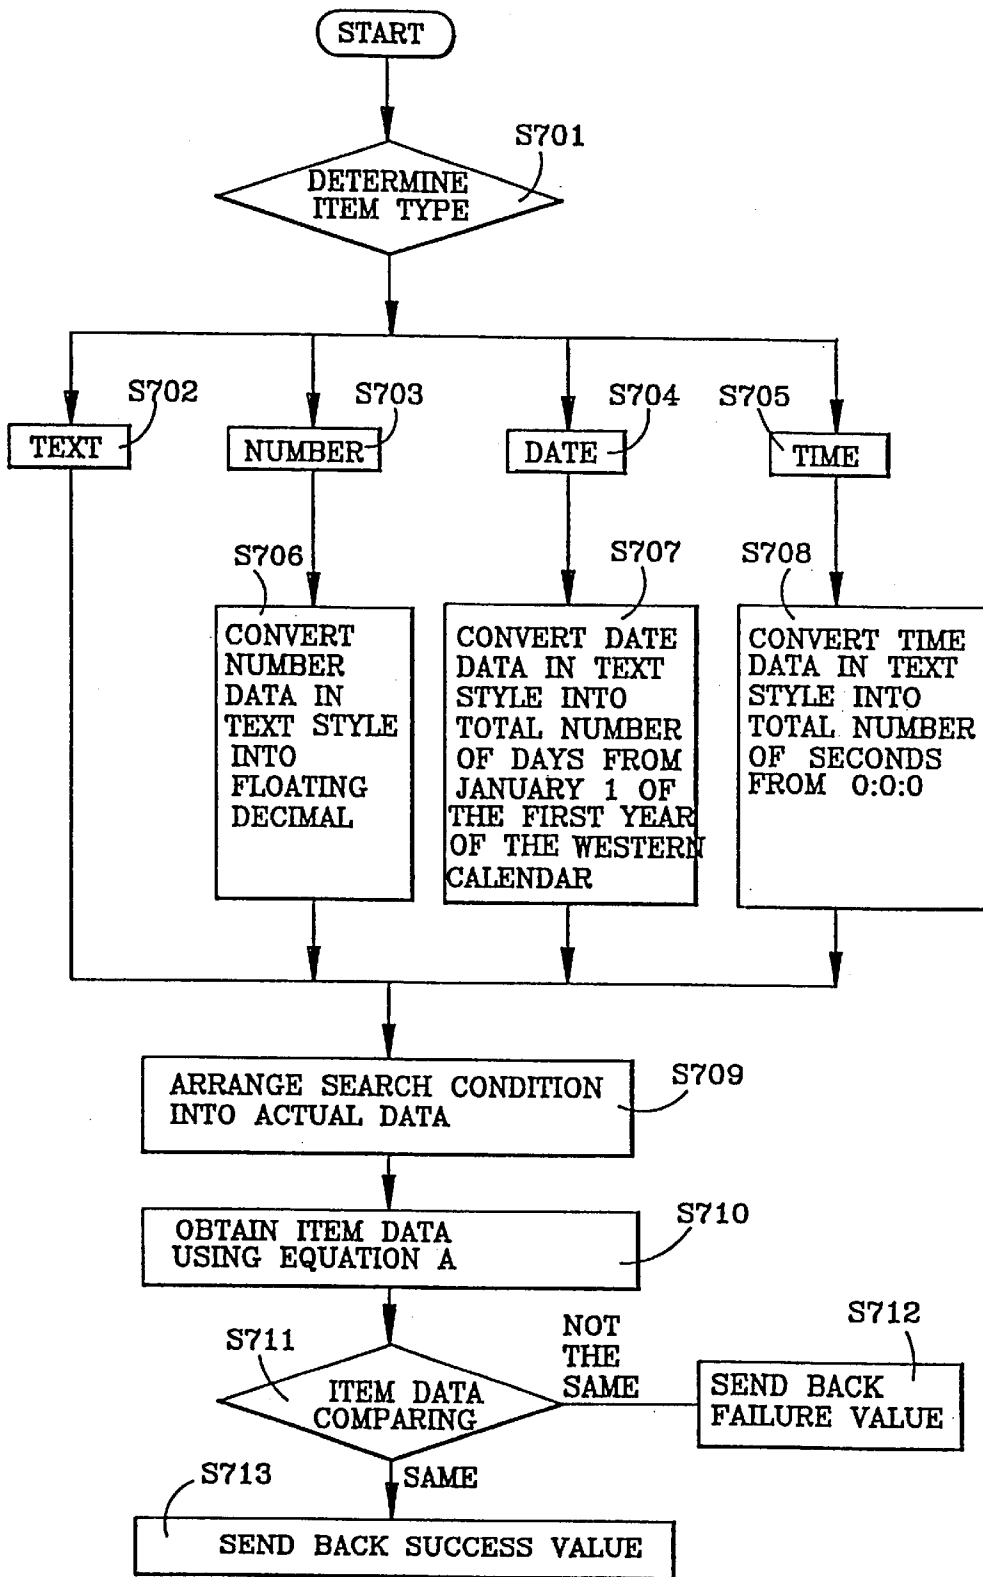 START
S701
DETERMINE
ITEM TYPE
S702
S703
S704
S705
TEXT
NUMBER
DATE
TIME
S706
S707
S708
CONVERT
NUMBER
DATA IN
TEXT STYLE
INTO
FLOATING
DECIMAL
CONVERT DATE
DATA IN TEXT
STYLE INTO
TOTAL NUMBER
OF DAYS FROM
JANUARY 1 OF
THE FIRST YEAR
OF THE WESTERN
CALENDAR
CONVERT TIME
DATA IN TEXT
STYLE INTO
TOTAL NUMBER
OF SECONDS
FROM 0:0:0
S709
ARRANGE SEARCH CONDITION
INTO ACTUAL DATA
S710
OBTAIN ITEM DATA
USING EQUATION A
S711
ITEM DATA
COMPARING
NOT
THE
SAME
S712
SEND BACK
FAILURE VALUE
SAME
S713
SEND BACK SUCCESS VALUE